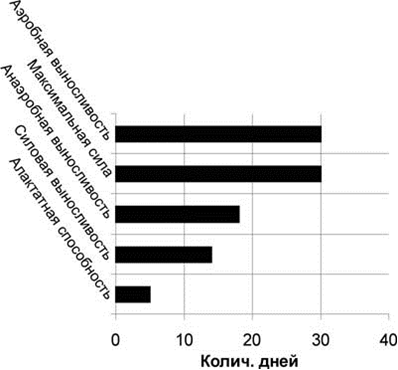 Аэробная выносливость
Максимальная сила
Анаэробная выносливость
Силовая выносливость
Алактатная способность
0 10 20 30 40
Колич. дней